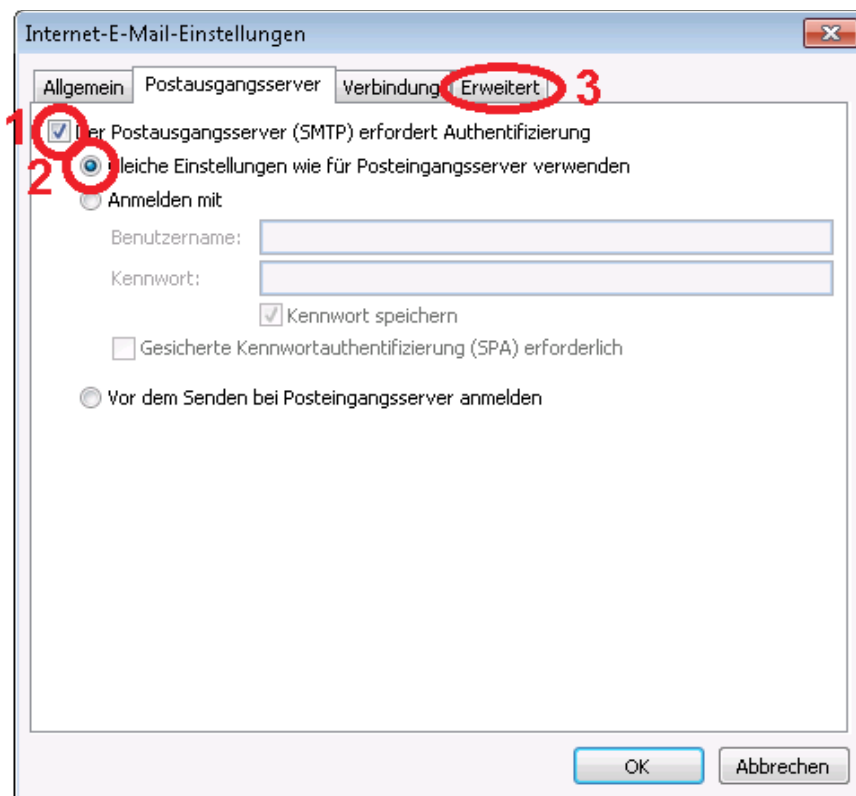 Internet-E-Mail-Einstellungen
Allgemein Postausgangsserver Verbindung Erweitert 3
1 Der Postausgangsserver (SMTP) erfordert Authentifizierung
2 Gleiche Einstellungen wie für Posteingangsserver verwenden
Anmelden mit
Benutzername:
Kennwort:
Kennwort speichern
Gesicherte Kennwortauthentifizierung (SPA) erforderlich
Vor dem Senden bei Posteingangsserver anmelden
OK Abbrechen